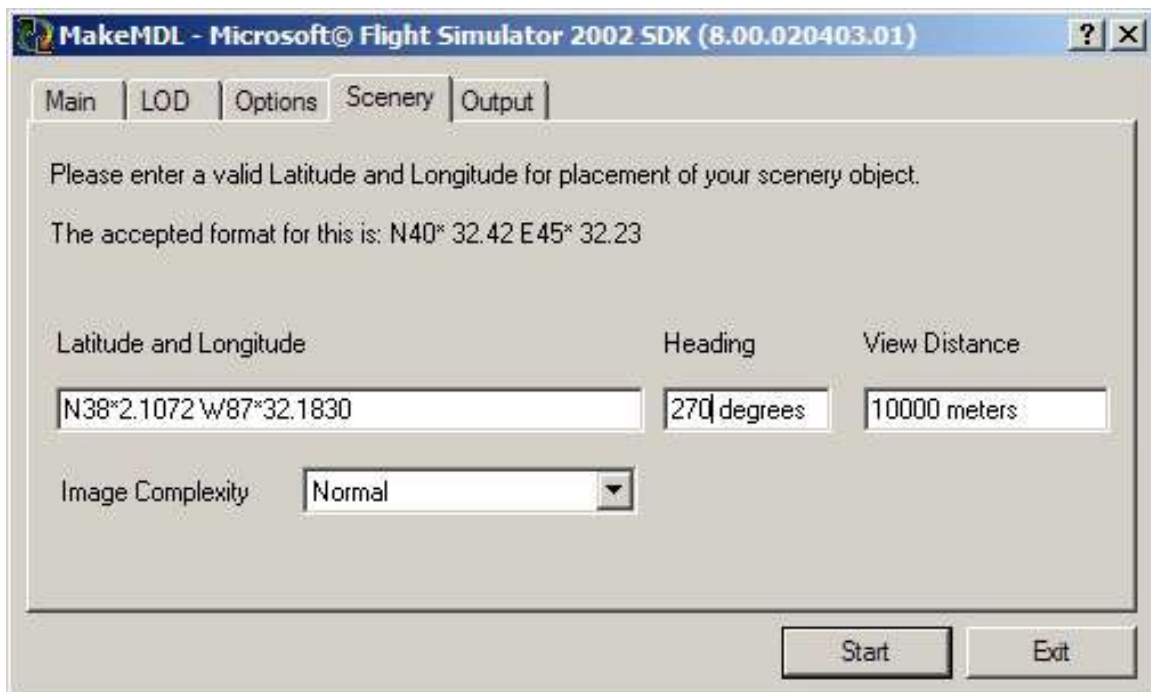 MakeMDL - Microsoft© Flight Simulator 2002 SDK (8.00.020403.01)
Main LOD Options Scenery Output
Please enter a valid Latitude and Longitude for placement of your scenery object.
The accepted format for this is: N40* 32.42 E45* 32.23
Latitude and Longitude Heading View Distance
N38*2.1072 W87*32.1830 270 degrees 10000 meters
Image Complexity Normal
Start Exit